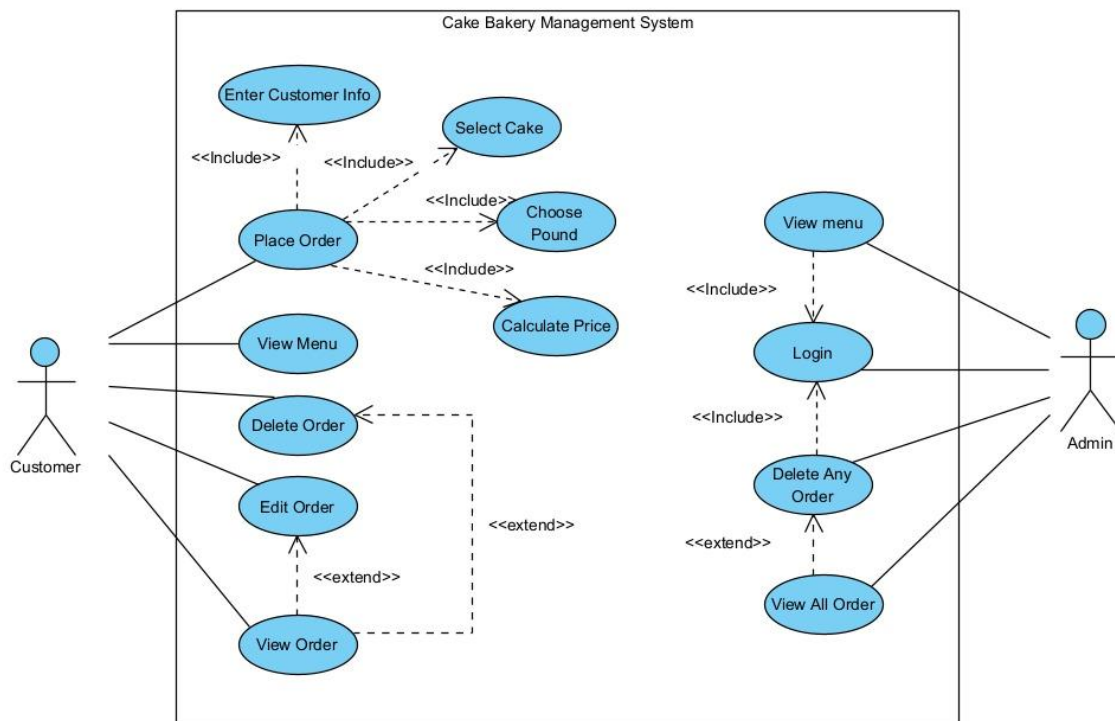 Cake Bakery Management System
Enter Customer Info
Select Cake
<<Include>>
<<Include>>
<<Include>>
Choose
Pound
Place Order
<<Include>>
Calculate Price
View Menu
Delete Order
Customer
Edit Order
<<extend>>
<<extend>>
View Order
View menu
<<Include>>
Login
<<Include>>
Admin
Delete Any
Order
<<extend>>
View All Order